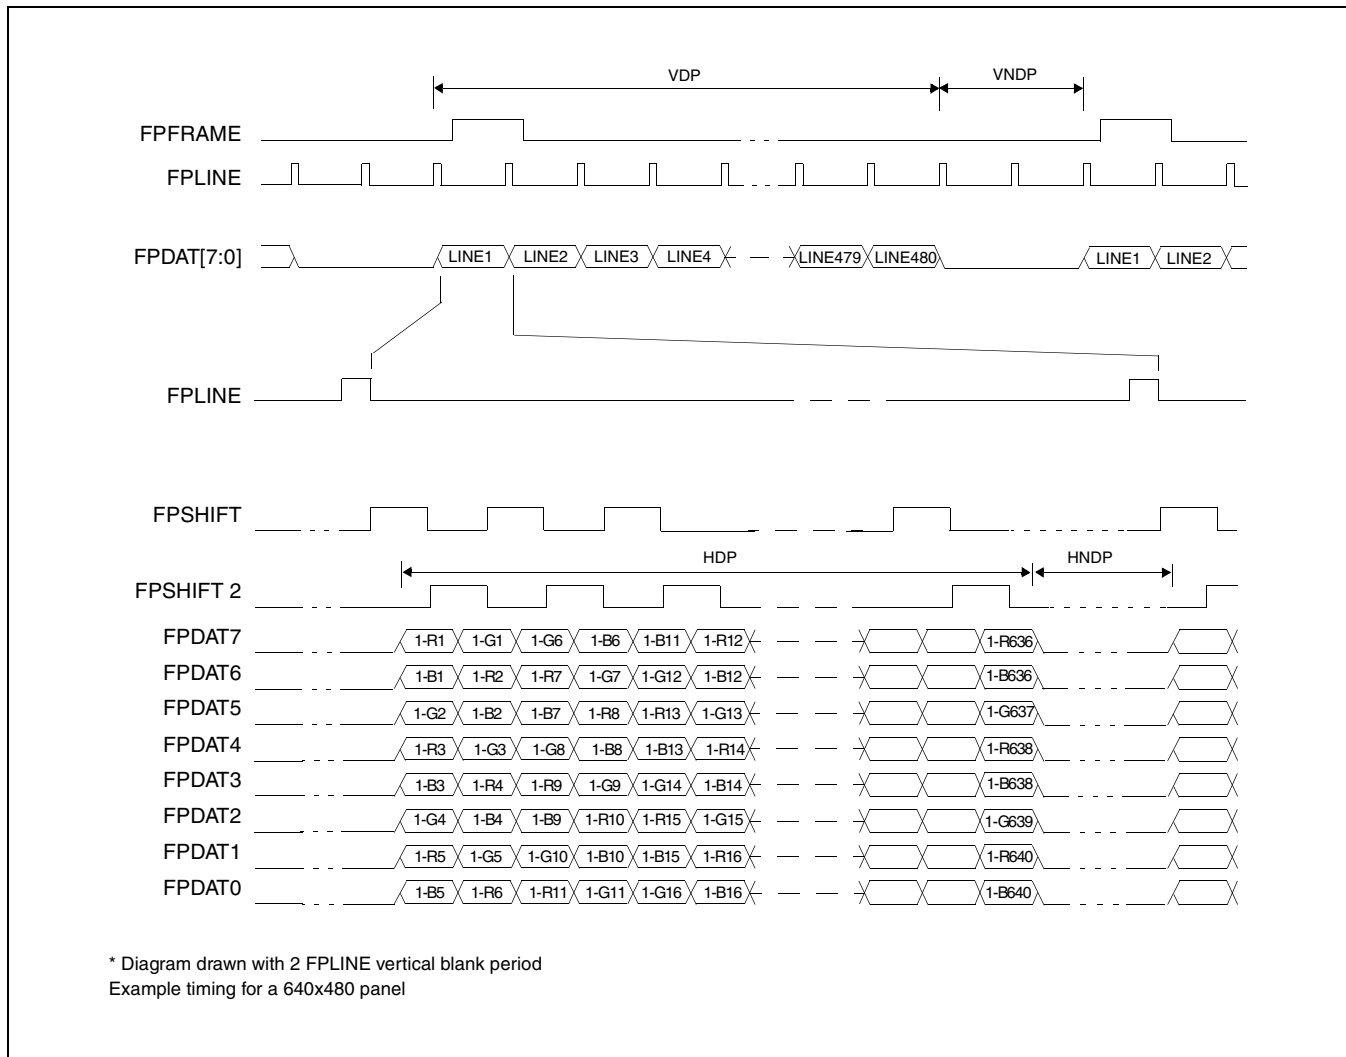 VDP VNDP
FPFRAME
FPLINE
FPDAT[7:0] LINE1 LINE2 LINE3 LINE4 LINE479 LINE480 LINE1 LINE2
FPLINE
FPSHIFT
HDP HNDP
FPSHIFT 2
FPDAT7 1-R1 1-G1 1-G6 1-B6 1-B11 1-R12 1-R636
FPDAT6 1-B1 1-R2 1-R7 1-G7 1-G12 1-B12 1-B636
FPDAT5 1-G2 1-B2 1-B7 1-R8 1-R13 1-G13 1-G637
FPDAT4 1-R3 1-G3 1-G8 1-B8 1-B13 1-R14 1-R638
FPDAT3 1-B3 1-R4 1-R9 1-G9 1-G14 1-B14 1-B638
FPDAT2 1-G4 1-B4 1-B9 1-R10 1-R15 1-G15 1-G639
FPDAT1 1-R5 1-G5 1-G10 1-B10 1-B15 1-R16 1-R640
FPDAT0 1-B5 1-R6 1-R11 1-G11 1-G16 1-B16 1-B640
* Diagram drawn with 2 FPLINE vertical blank period
Example timing for a 640x480 panel